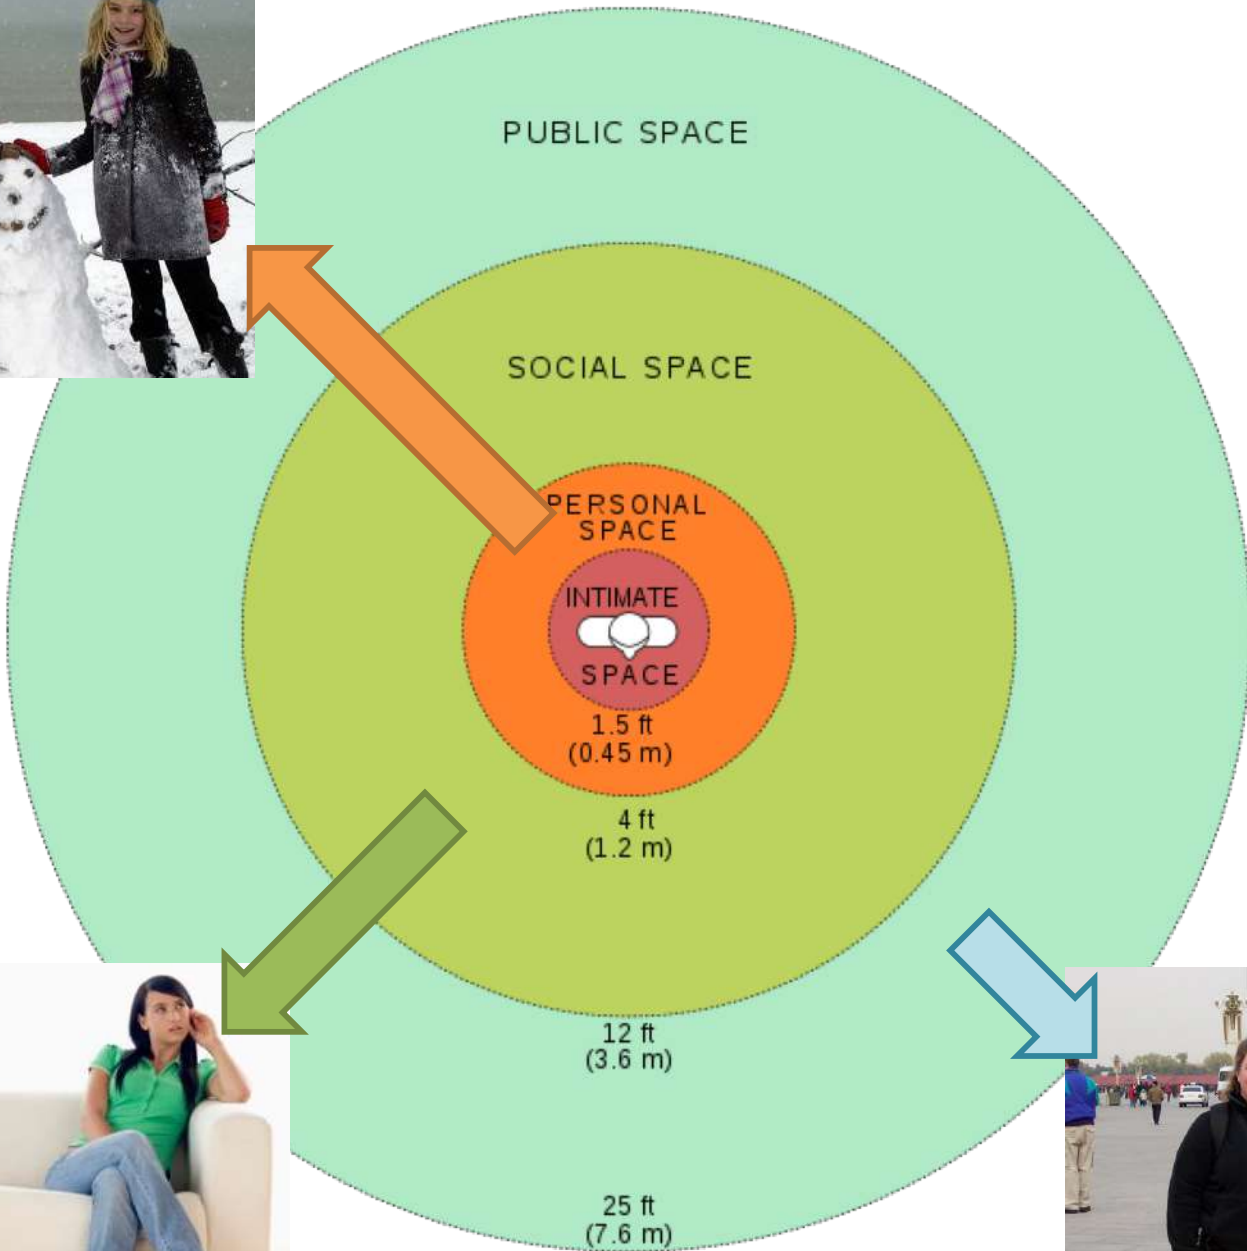 PUBLIC SPACE
SOCIAL SPACE
PERSONAL
SPACE
INTIMATE
SPACE
1.5 ft
(0.45 m)
4 ft
(1.2 m)
12 ft
(3.6 m)
25 ft
(7.6 m)